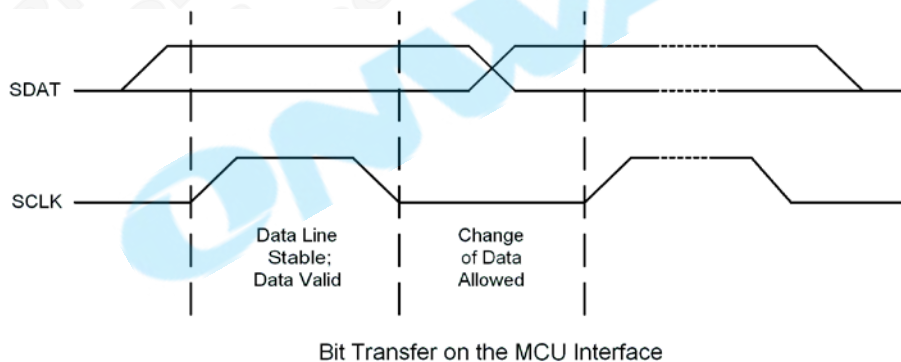 SDAT
SCLK
Data Line
Stable;
Data Valid
Change
of Data
Allowed
Bit Transfer on the MCU Interface